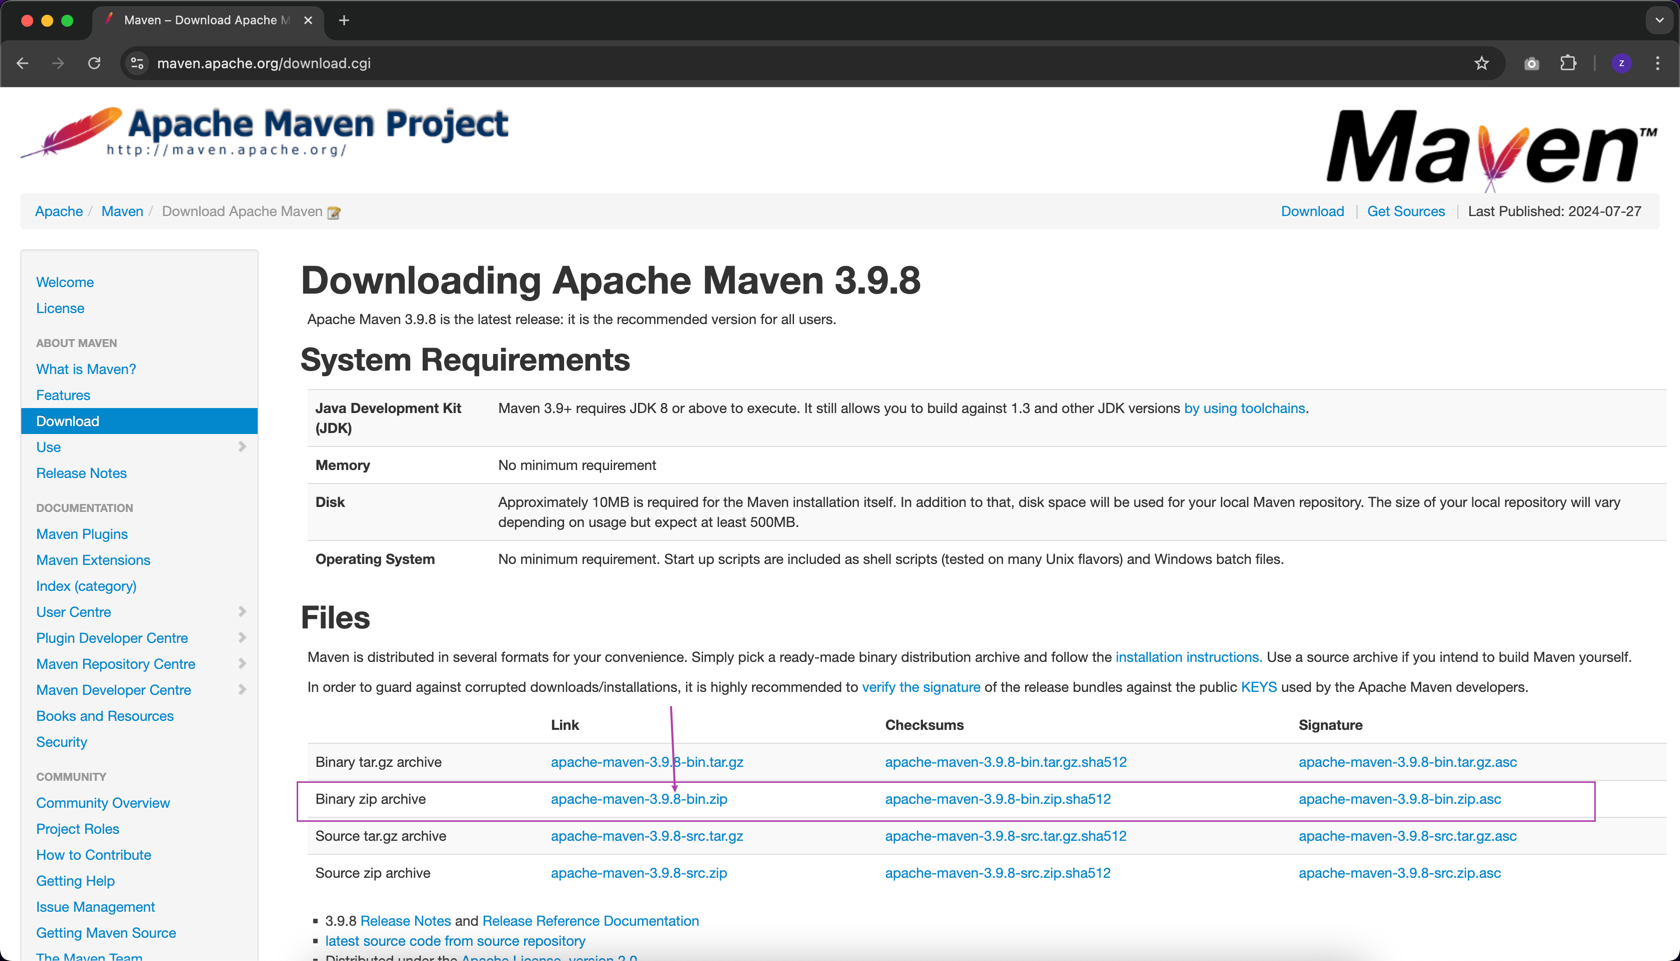 Maven – Download Apache M
maven.apache.org/download.cgi
z
Apache Maven Project
http://maven.apache.org/
Maven™
Apache / Maven / Download Apache Maven
Download | Get Sources | Last Published: 2024-07-27
Welcome
License
ABOUT MAVEN
What is Maven?
Features
Download
Use
Release Notes
DOCUMENTATION
Maven Plugins
Maven Extensions
Index (category)
User Centre
Plugin Developer Centre
Maven Repository Centre
Maven Developer Centre
Books and Resources
Security
COMMUNITY
Community Overview
Project Roles
How to Contribute
Getting Help
Issue Management
Getting Maven Source
The Maven Team
Downloading Apache Maven 3.9.8
Apache Maven 3.9.8 is the latest release: it is the recommended version for all users.
System Requirements
Java Development Kit (JDK)
Maven 3.9+ requires JDK 8 or above to execute. It still allows you to build against 1.3 and other JDK versions by using toolchains.
Memory
No minimum requirement
Disk
Approximately 10MB is required for the Maven installation itself. In addition to that, disk space will be used for your local Maven repository. The size of your local repository will vary
depending on usage but expect at least 500MB.
Operating System
No minimum requirement. Start up scripts are included as shell scripts (tested on many Unix flavors) and Windows batch files.
Files
Maven is distributed in several formats for your convenience. Simply pick a ready-made binary distribution archive and follow the installation instructions. Use a source archive if you intend to build Maven yourself.
In order to guard against corrupted downloads/installations, it is highly recommended to verify the signature of the release bundles against the public KEYS used by the Apache Maven developers.
Link Checksums Signature
Binary tar.gz archive apache-maven-3.9.8-bin.tar.gz apache-maven-3.9.8-bin.tar.gz.sha512 apache-maven-3.9.8-bin.tar.gz.asc
Binary zip archive apache-maven-3.9.8-bin.zip apache-maven-3.9.8-bin.zip.sha512 apache-maven-3.9.8-bin.zip.asc
Source tar.gz archive apache-maven-3.9.8-src.tar.gz apache-maven-3.9.8-src.tar.gz.sha512 apache-maven-3.9.8-src.tar.gz.asc
Source zip archive apache-maven-3.9.8-src.zip apache-maven-3.9.8-src.zip.sha512 apache-maven-3.9.8-src.zip.asc
▪ 3.9.8 Release Notes and Release Reference Documentation
▪ latest source code from source repository
▪ Distributed under the Apache License, version 2.0